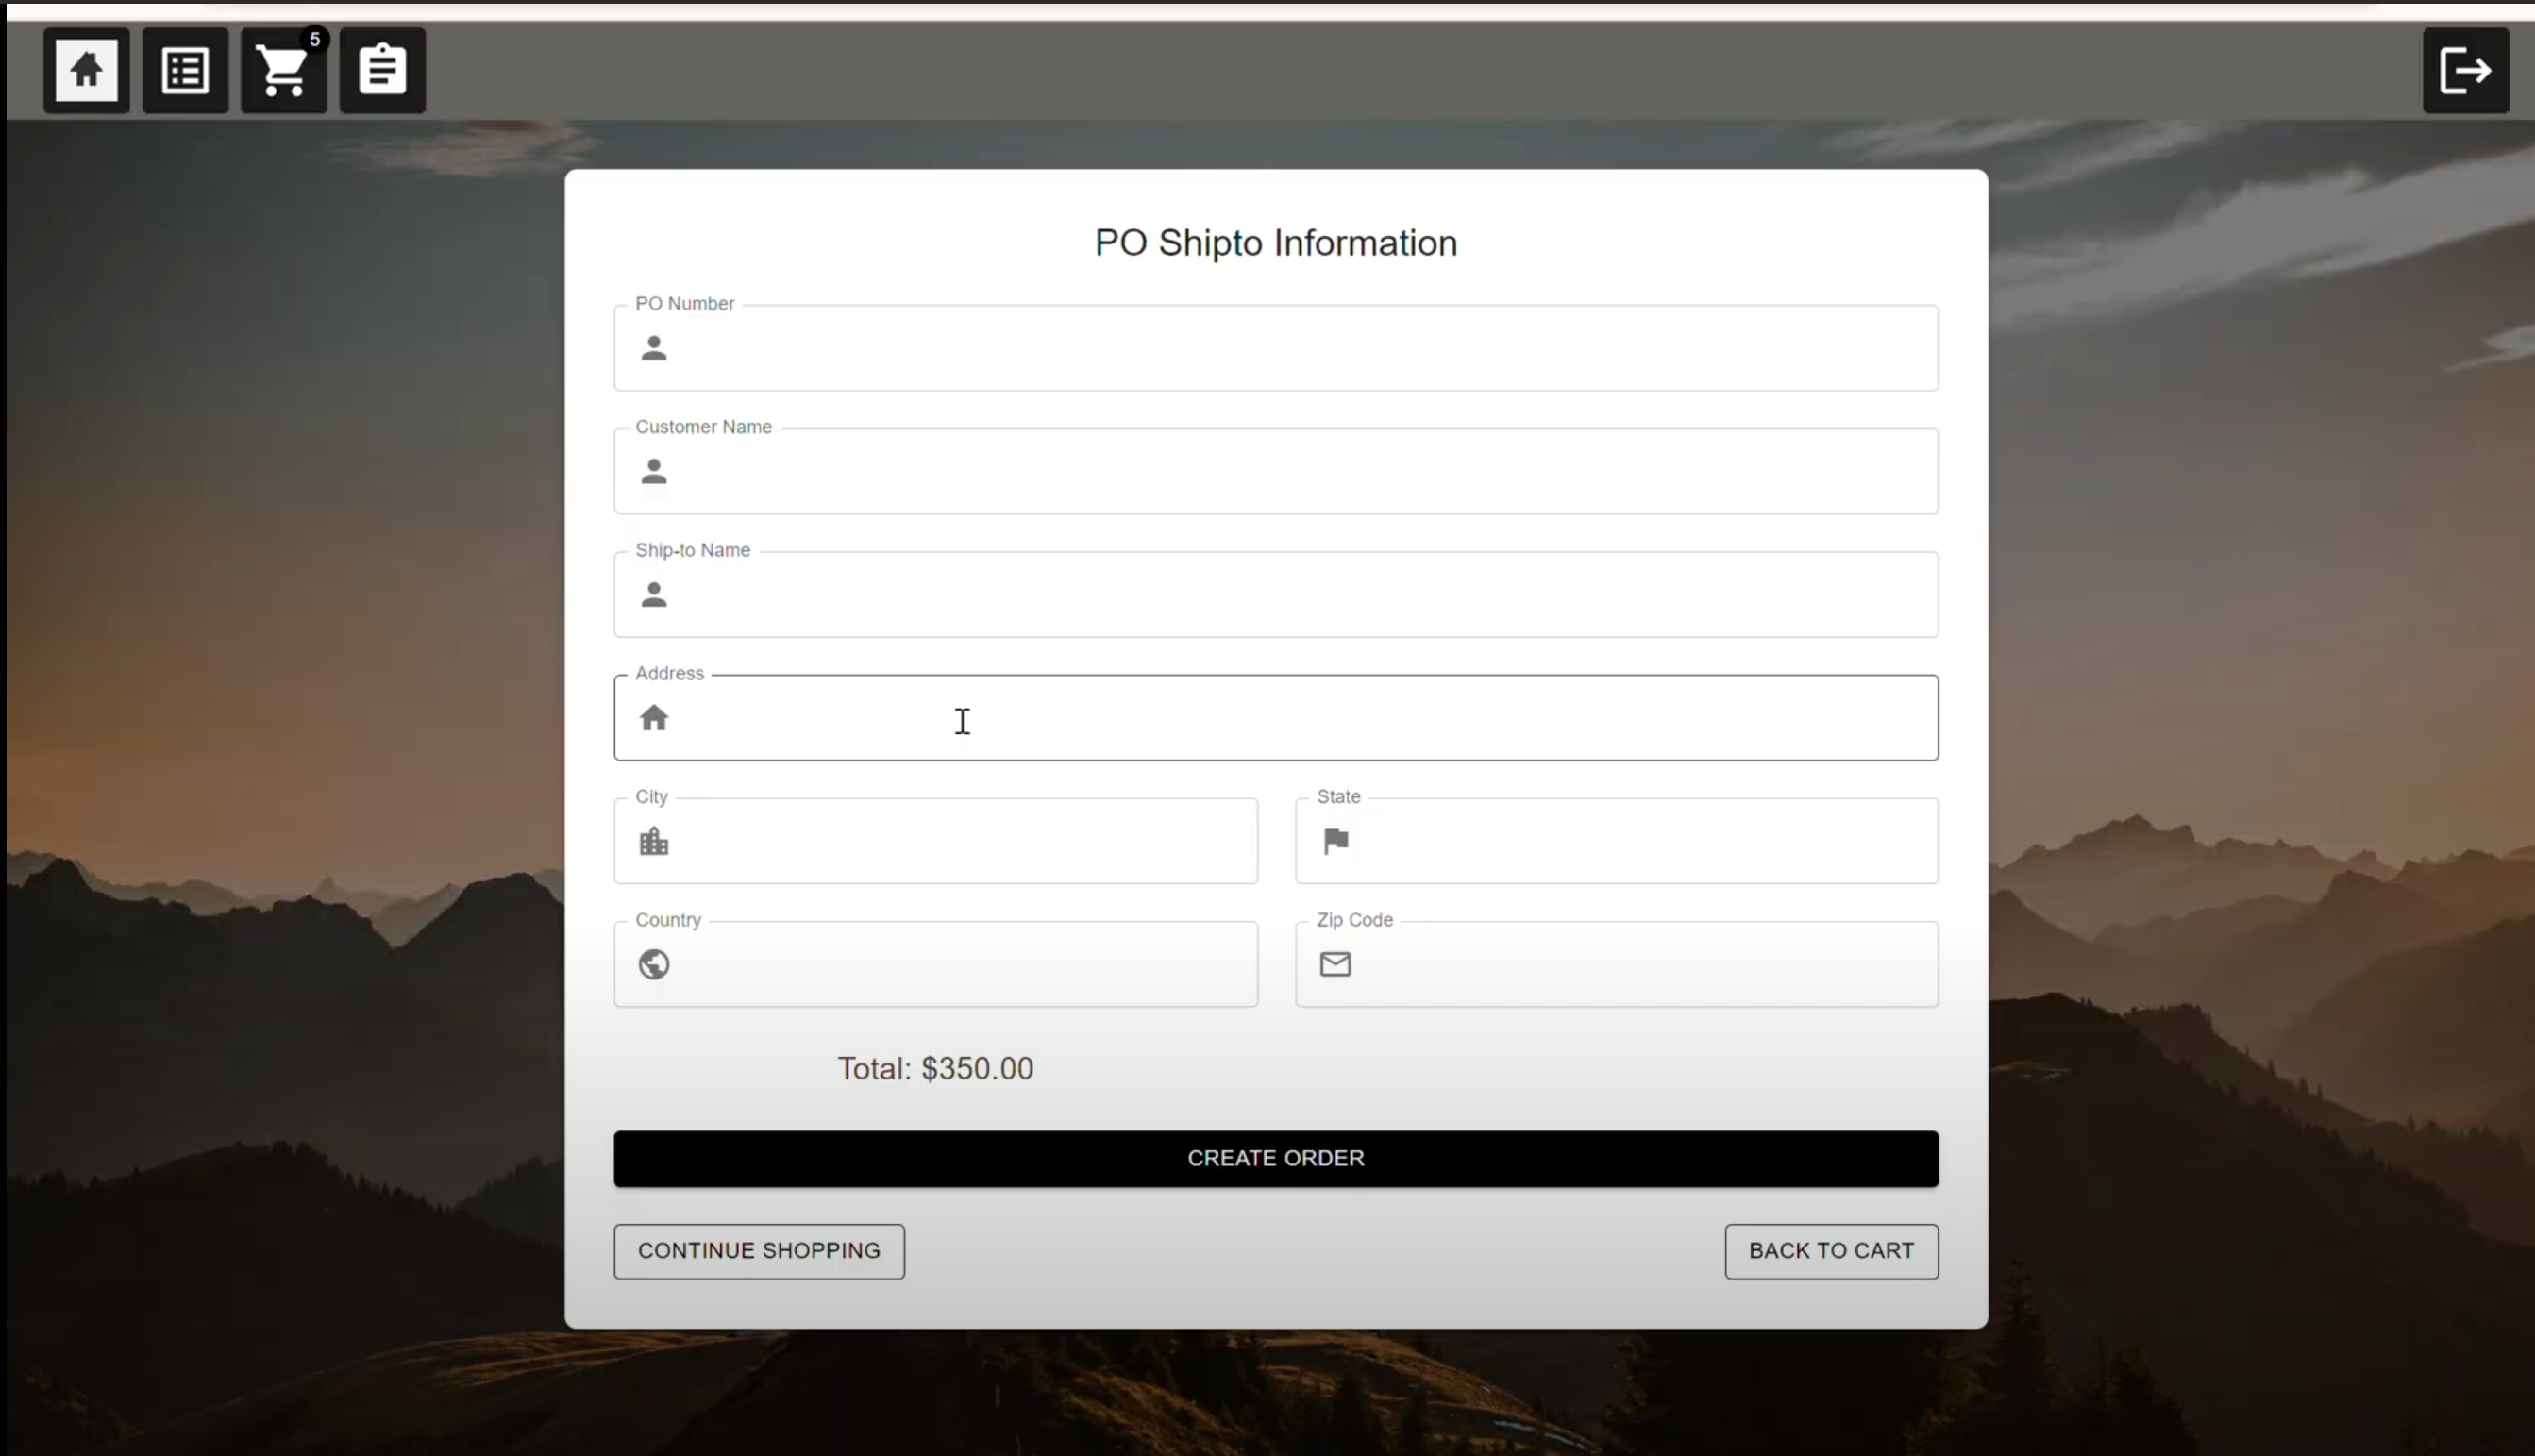 5
PO Shipto Information
PO Number
Customer Name
Ship-to Name
Address
City
State
Country
Zip Code
Total: $350.00
CREATE ORDER
CONTINUE SHOPPING
BACK TO CART